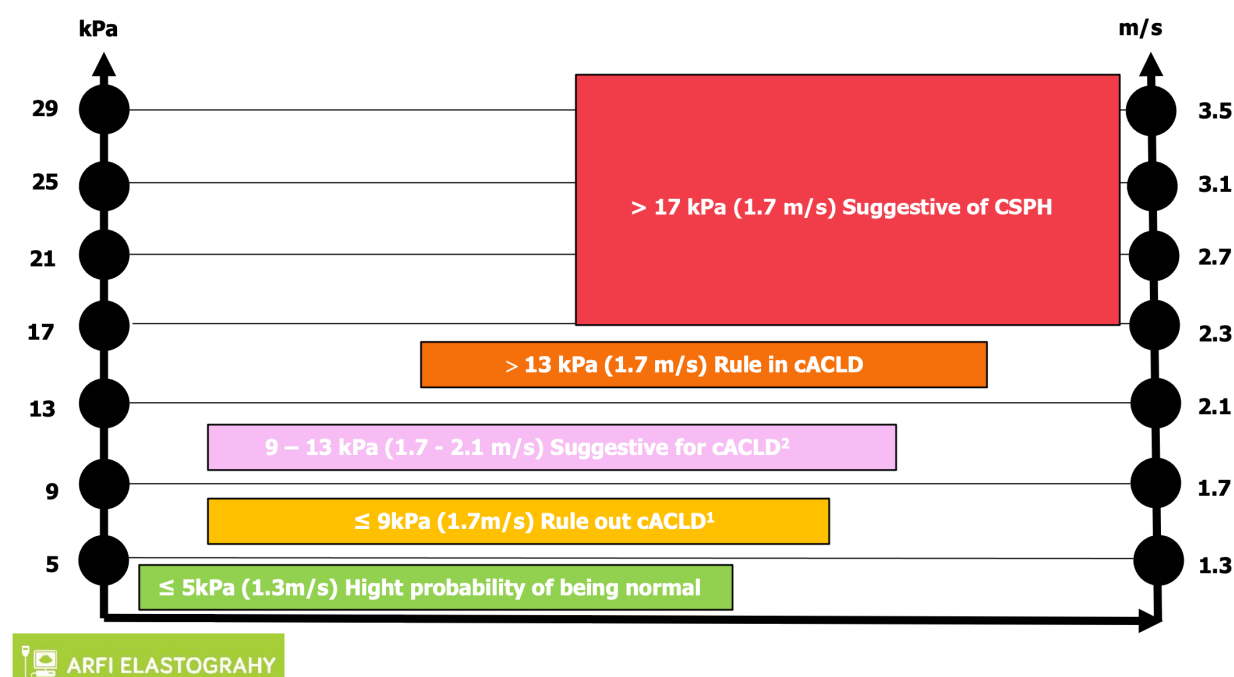 kPa
m/s
29
3.5
25
3.1
> 17 kPa (1.7 m/s) Suggestive of CSPH
21
2.7
17
2.3
> 13 kPa (1.7 m/s) Rule in cACLD
13
2.1
9 – 13 kPa (1.7 - 2.1 m/s) Suggestive for cACLD²
9
1.7
≤ 9kPa (1.7m/s) Rule out cACLD¹
5
1.3
≤ 5kPa (1.3m/s) Hight probability of being normal
ARFI ELASTOGRAHY